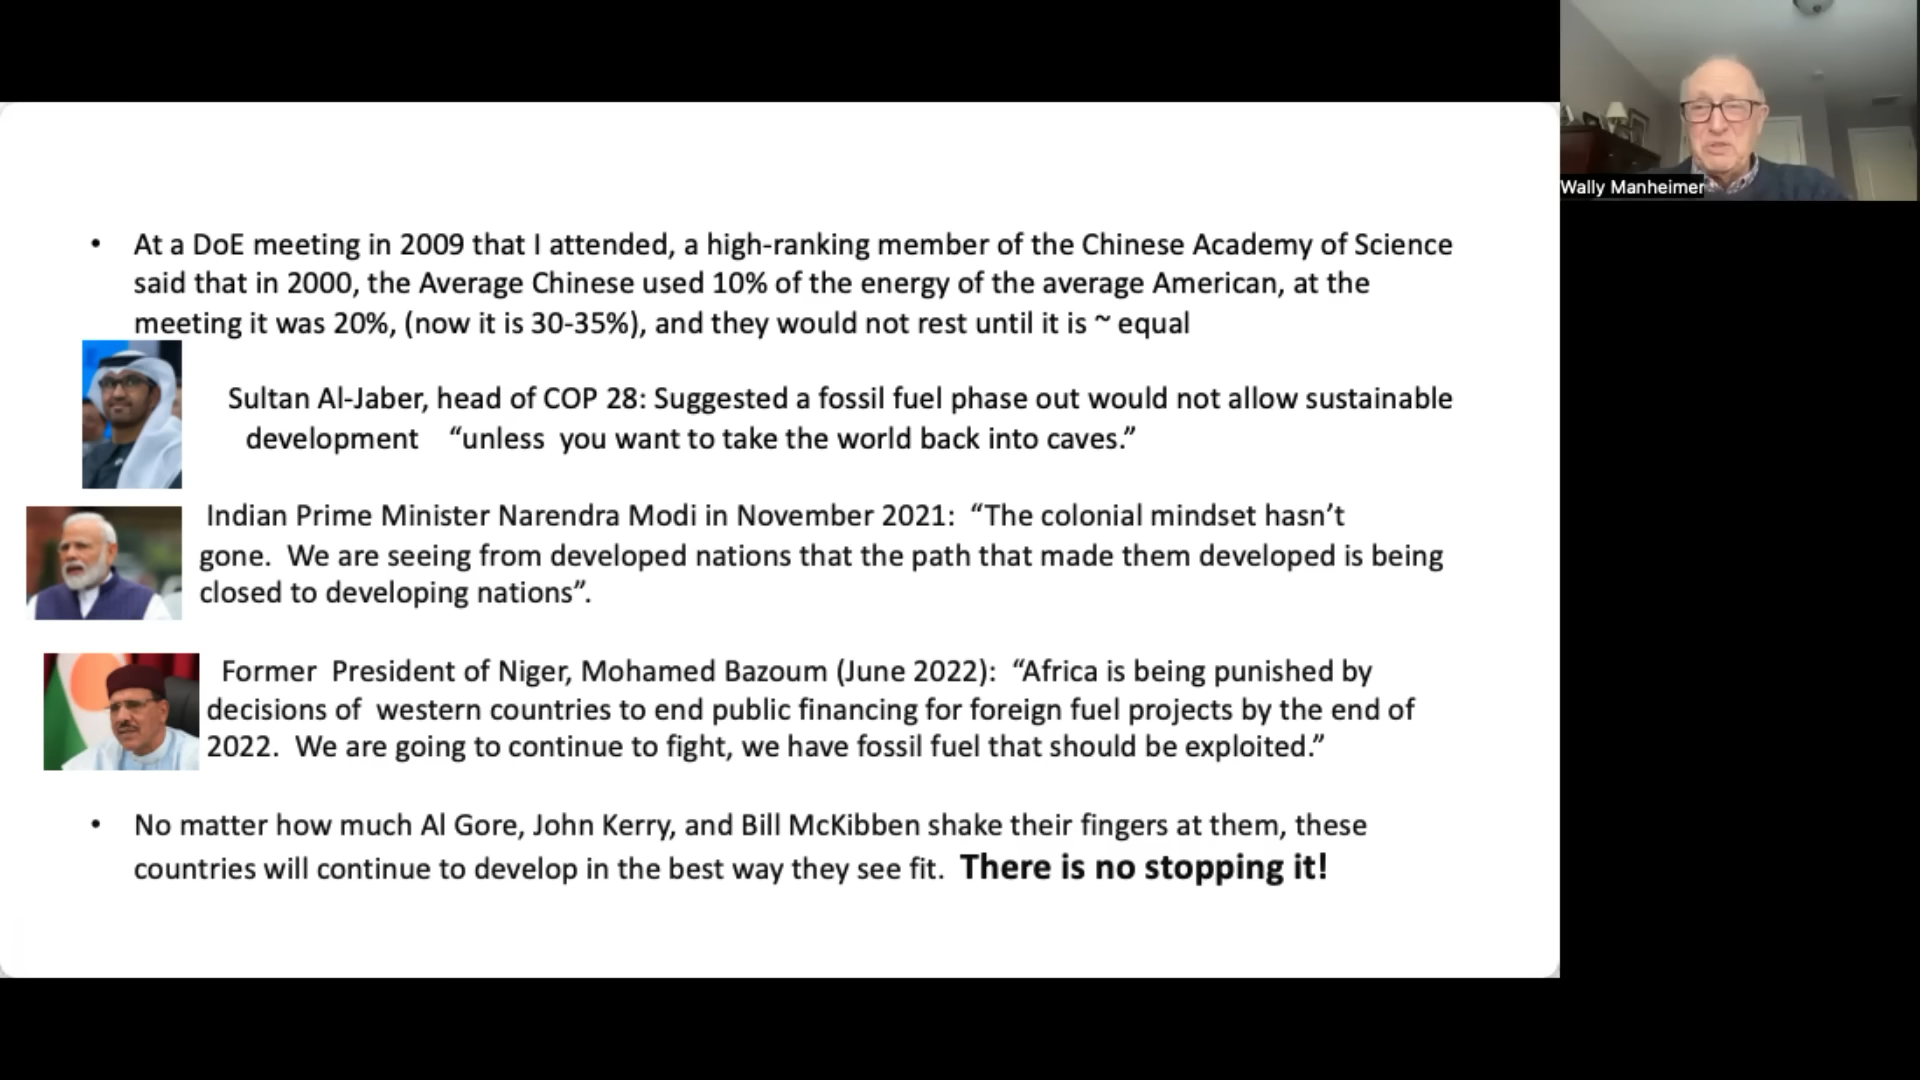 • At a DoE meeting in 2009 that I attended, a high-ranking member of the Chinese Academy of Science
said that in 2000, the Average Chinese used 10% of the energy of the average American, at the
meeting it was 20%, (now it is 30-35%), and they would not rest until it is ~ equal
Sultan Al-Jaber, head of COP 28: Suggested a fossil fuel phase out would not allow sustainable
development “unless you want to take the world back into caves.”
Indian Prime Minister Narendra Modi in November 2021: “The colonial mindset hasn’t
gone. We are seeing from developed nations that the path that made them developed is being
closed to developing nations”.
Former President of Niger, Mohamed Bazoum (June 2022): “Africa is being punished by
decisions of western countries to end public financing for foreign fuel projects by the end of
2022. We are going to continue to fight, we have fossil fuel that should be exploited.”
• No matter how much Al Gore, John Kerry, and Bill McKibben shake their fingers at them, these
countries will continue to develop in the best way they see fit. There is no stopping it!
Wally Manheimer